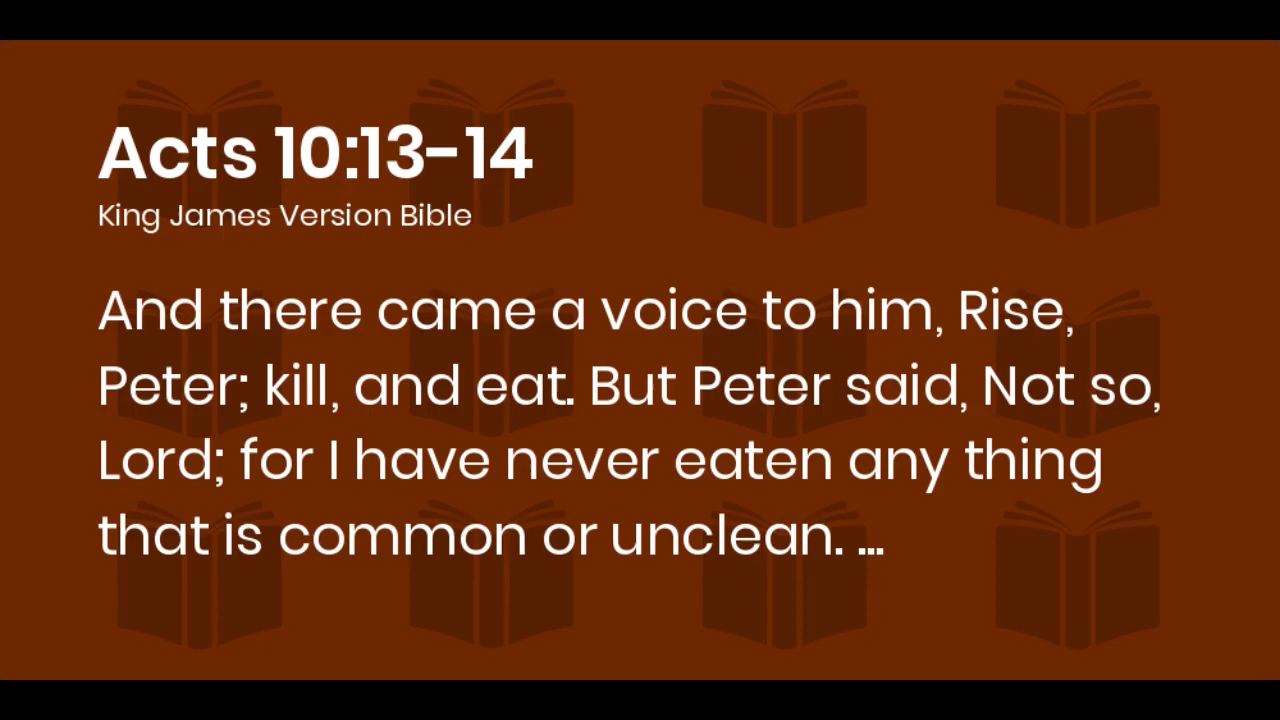 Acts 10:13-14
King James Version Bible
And there came a voice to him, Rise,
Peter; kill, and eat. But Peter said, Not so,
Lord; for I have never eaten any thing
that is common or unclean. ...